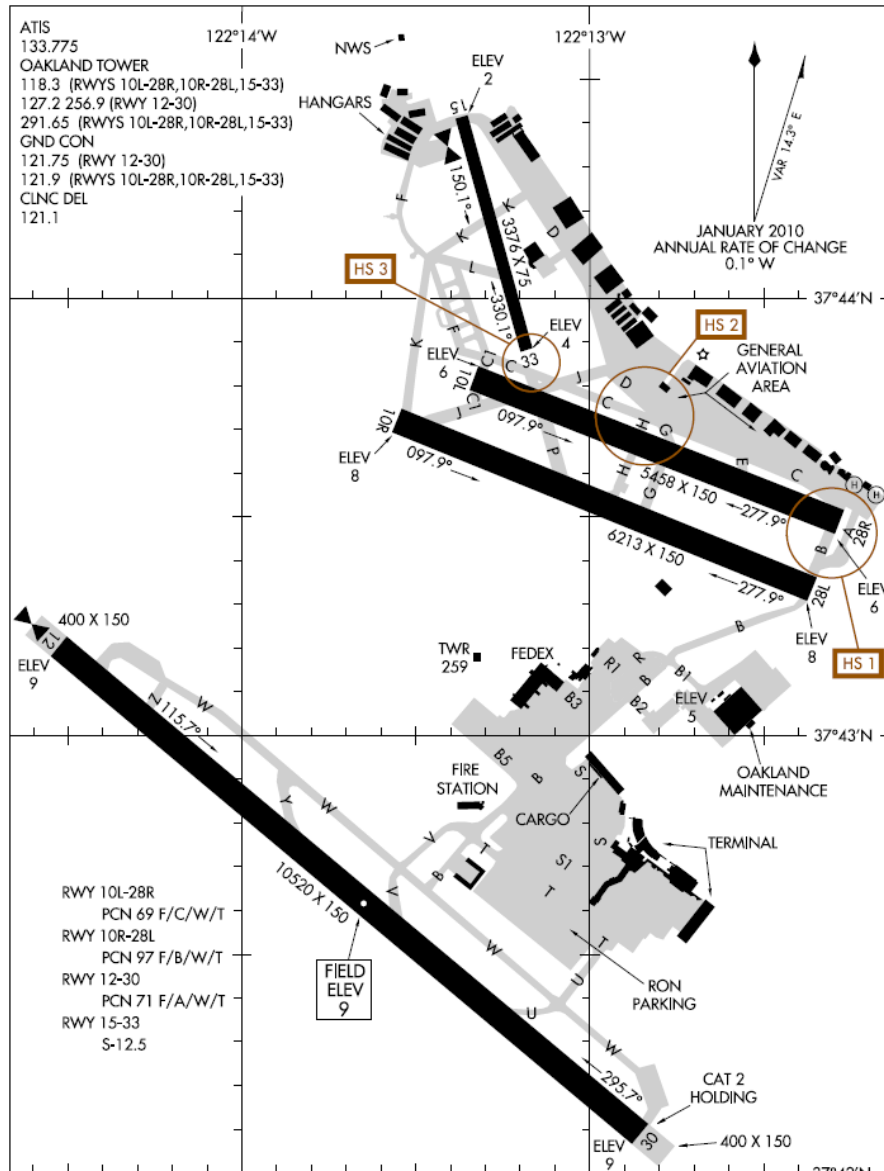 ATIS
133.775
OAKLAND TOWER
118.3 (RWYS 10L-28R,10R-28L,15-33)
127.2 256.9 (RWY 12-30)
291.65 (RWYS 10L-28R,10R-28L,15-33)
GND CON
121.75 (RWY 12-30)
121.9 (RWYS 10L-28R,10R-28L,15-33)
CLNC DEL
121.1
122°14'W
122°13'W
NWS
HANGARS
ELEV
2
15
VAR 14.3° E
JANUARY 2010
ANNUAL RATE OF CHANGE
0.1° W
150.1°
F
K
K
D
3376 X 75
L
HS 3
330.1°
37°44'N
HS 2
ELEV
4
33
GENERAL
AVIATION
AREA
F
K
C1
C
J
D
ELEV
6
10L
C1
C
H
G
J
10R
097.9°
ELEV
8
097.9°
P
H
G
E
C
5458 X 150
277.9°
H
H
A
28R
B
6213 X 150
277.9°
28L
ELEV
6
ELEV
8
HS 1
400 X 150
12
ELEV
9
TWR
259
FEDEX
B
R1
R
B
B1
B3
B2
ELEV
5
Z
115.7°
W
37°43'N
OAKLAND
MAINTENANCE
B5
B
S
FIRE
STATION
CARGO
Y
W
V
T
B
S
S1
T
TERMINAL
10520 X 150
V
W
T
U
RON
PARKING
RWY 10L-28R
PCN 69 F/C/W/T
RWY 10R-28L
PCN 97 F/B/W/T
RWY 12-30
PCN 71 F/A/W/T
RWY 15-33
S-12.5
FIELD
ELEV
9
U
W
295.7°
CAT 2
HOLDING
30
ELEV
9
400 X 150